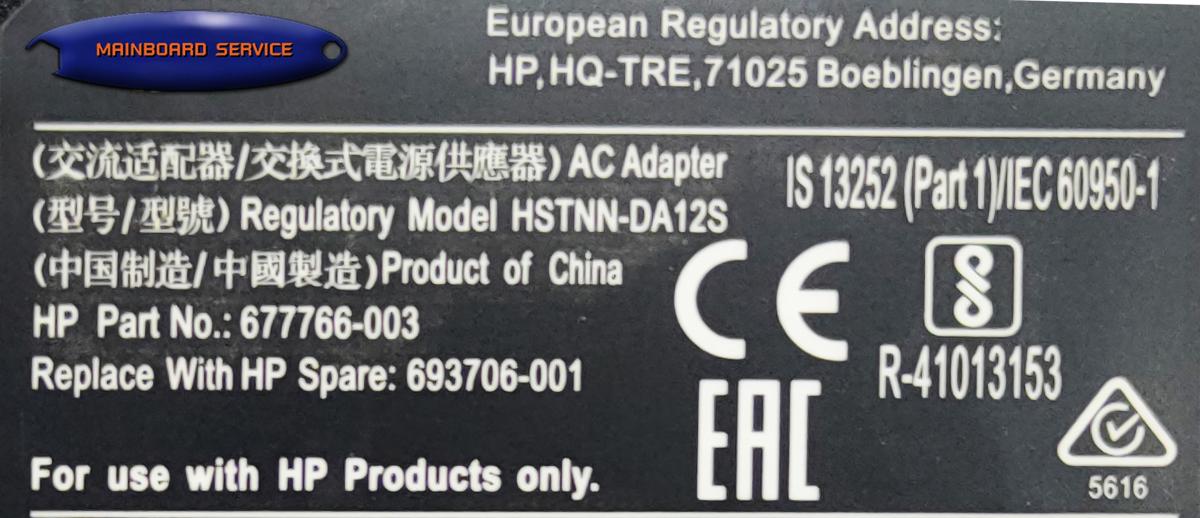 MAINBOARD SERVICE
European Regulatory Address:
HP,HQ-TRE,71025 Boeblingen,Germany
(交流适配器/交換式電源供應器) AC Adapter
IS 13252 (Part 1)/IEC 60950-1
(型号/型號) Regulatory Model HSTNN-DA12S
(中国制造/中國製造)Product of China
HP Part No.: 677766-003
Replace With HP Spare: 693706-001
CE
R-41013153
EAC
5616
For use with HP Products only.